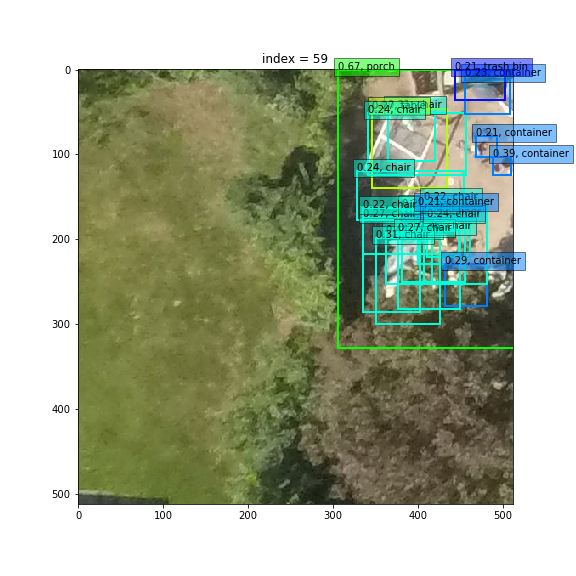 index = 59
0.67, porch
0.21, trash bin
0.23, container
0.24, chair
0.21, container
0.39, container
0.24, chair
0.22, chair
0.22, chair
0.21, container
0.27, chair
0.24, chair
0.27, chair
0.31, chair
0.29, container
0
100
200
300
400
500
0
100
200
300
400
500